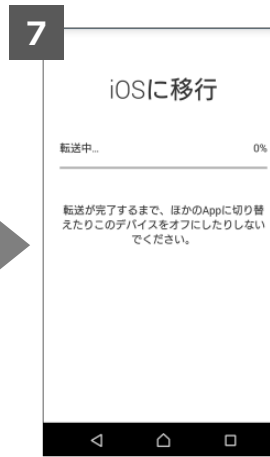 7
iOSに移行
転送中... 0%
転送が完了するまで、ほかのAppに切り替
えたりこのデバイスをオフにしたりしない
でください。